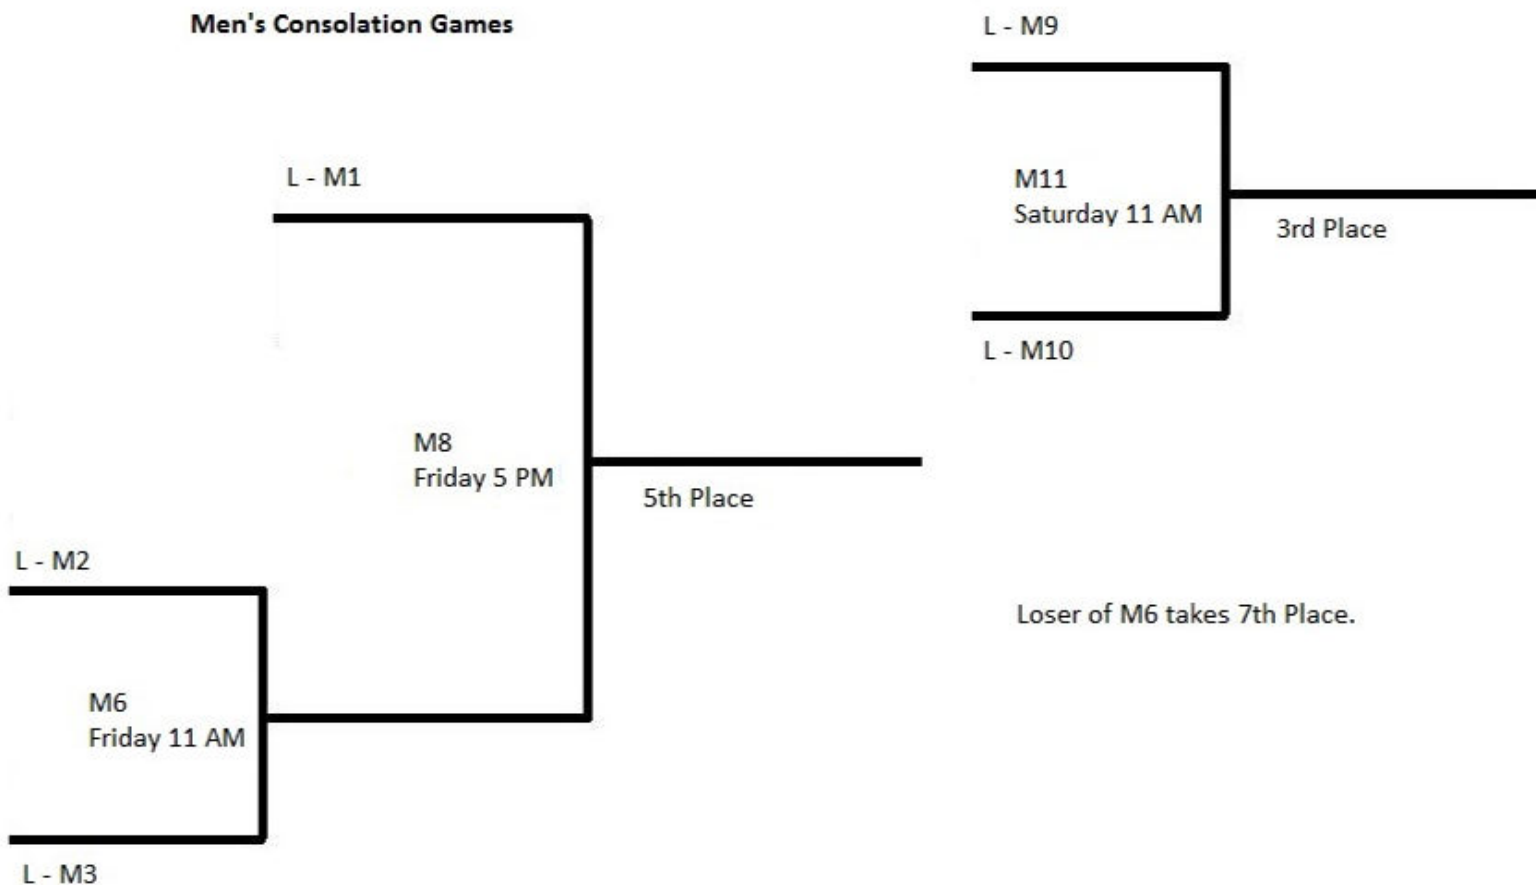 Men's Consolation Games
L - M9
L - M1
M11
Saturday 11 AM
3rd Place
L - M10
M8
Friday 5 PM
5th Place
L - M2
Loser of M6 takes 7th Place.
M6
Friday 11 AM
L - M3